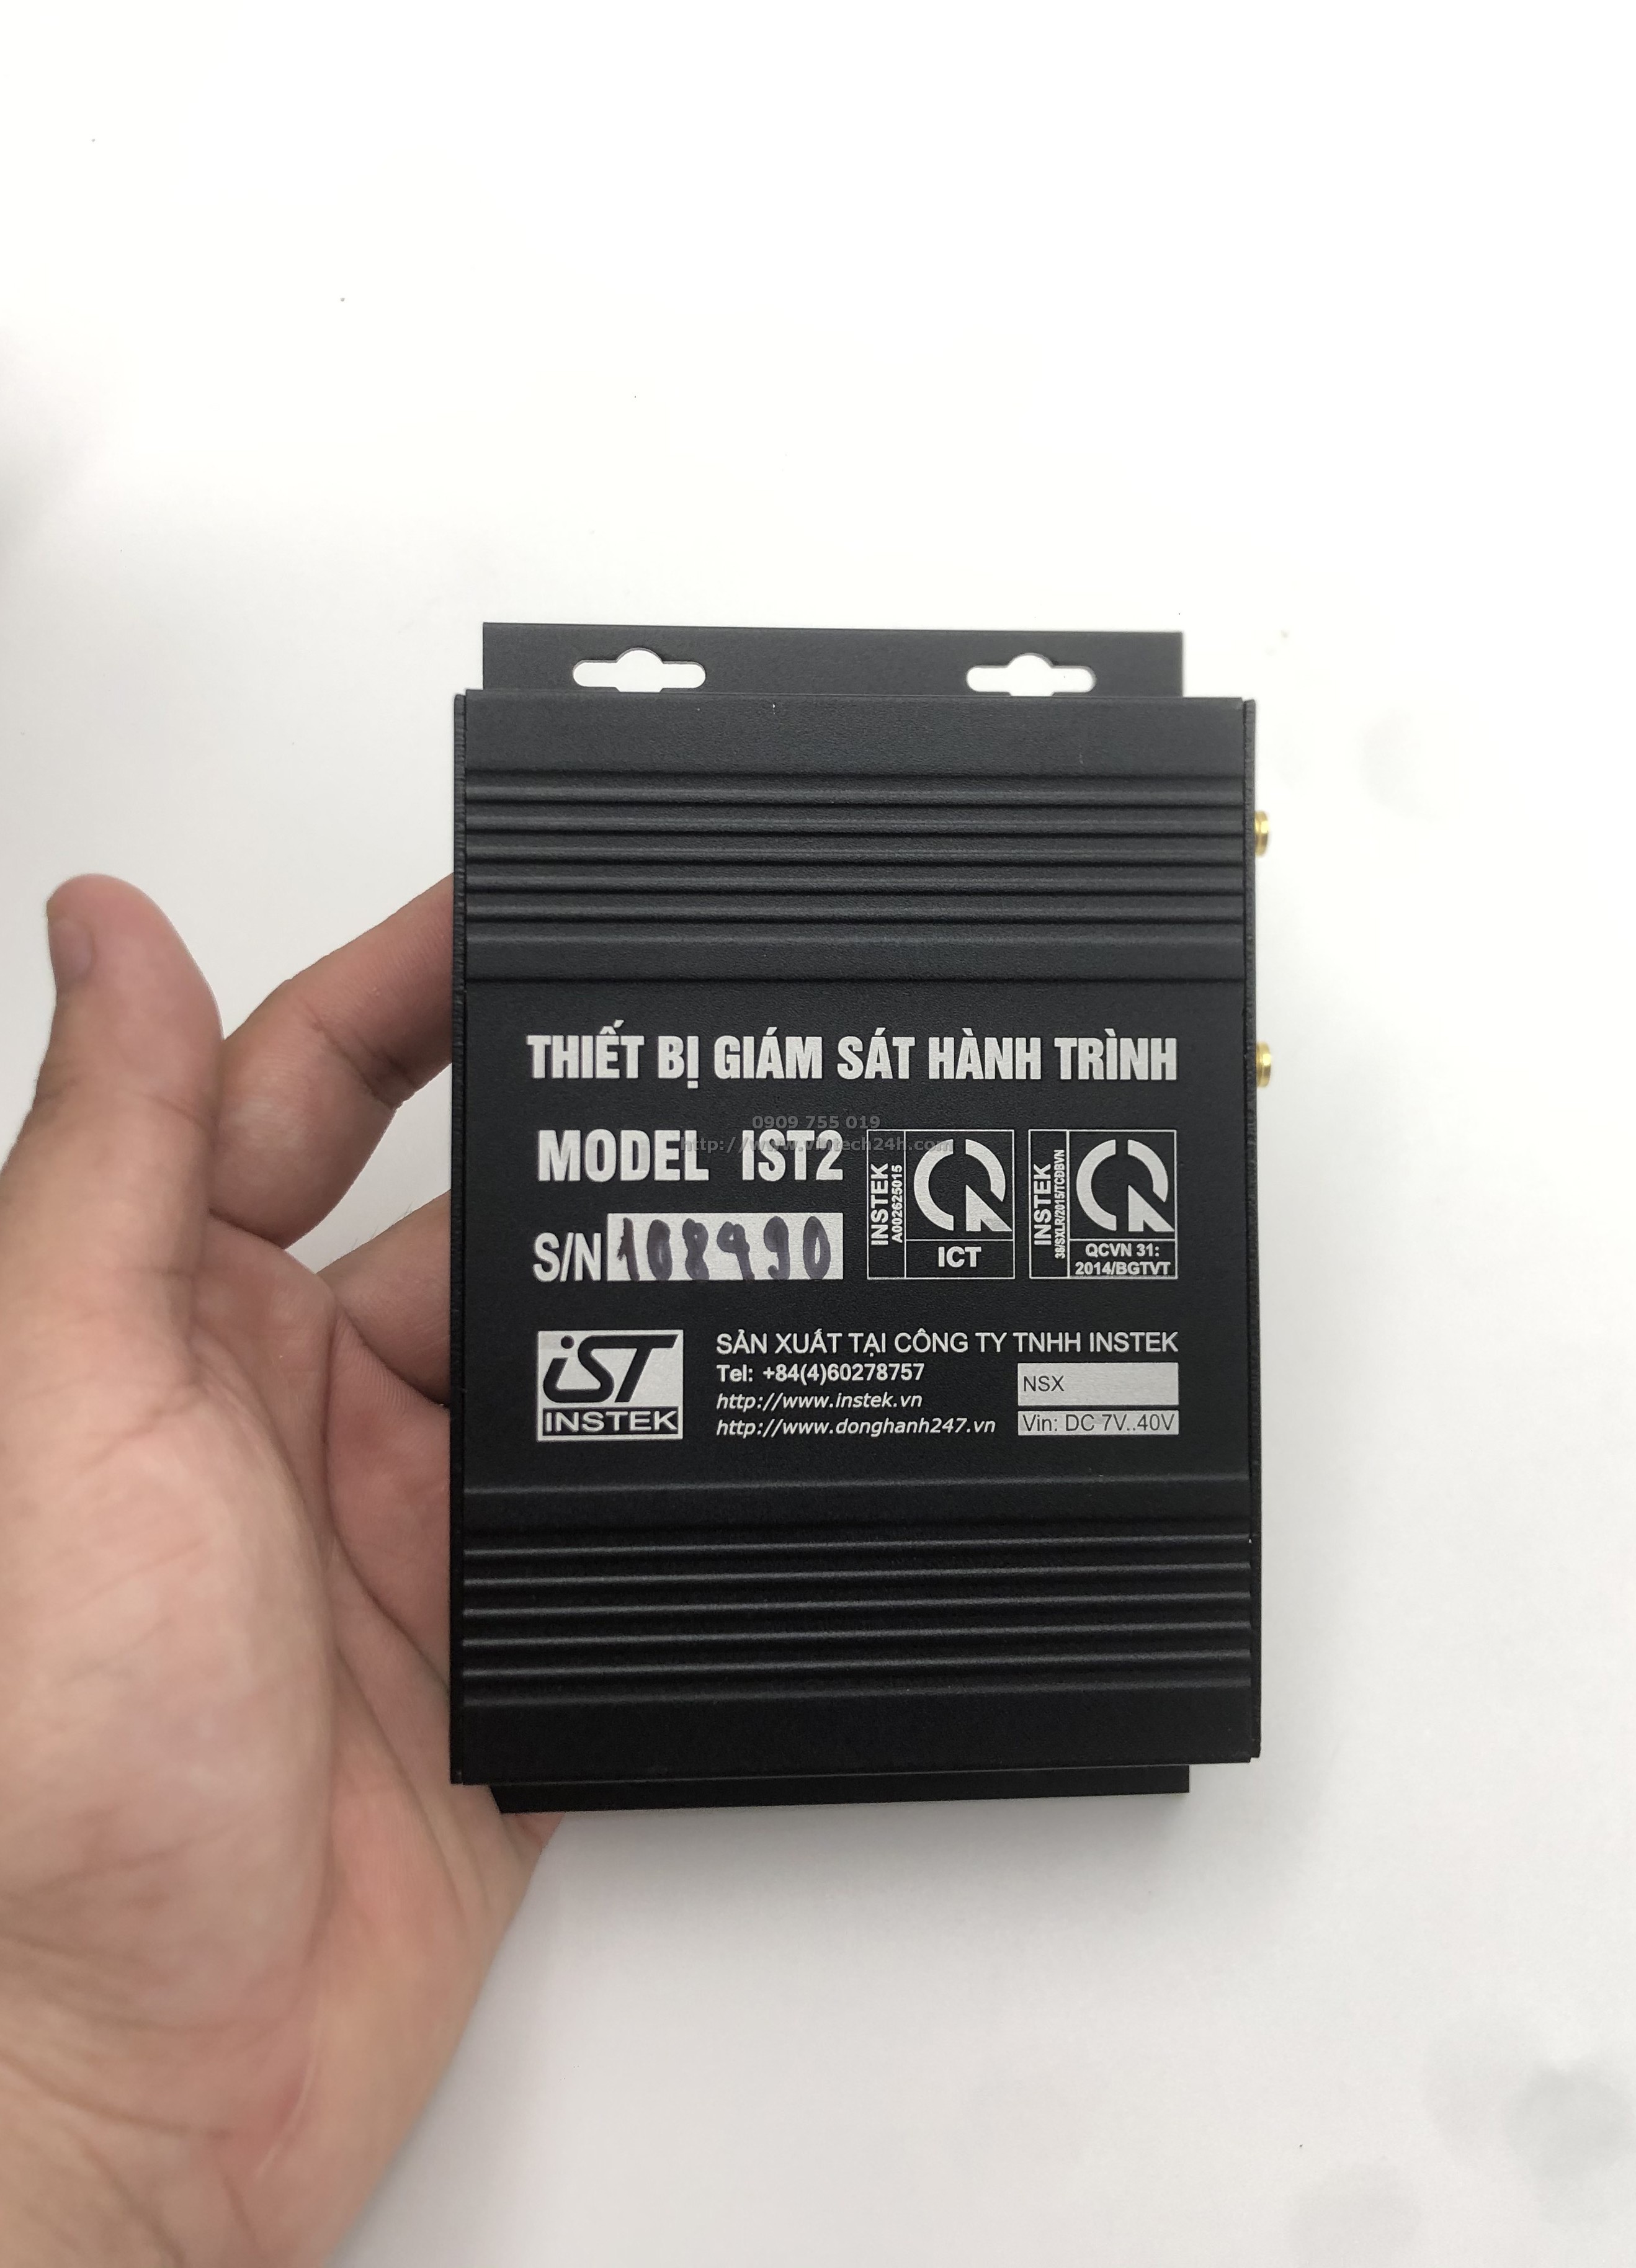 THIẾT BỊ GIÁM SÁT HÀNH TRÌNH
0909 755 019
MODEL IST2
S/N 108490
INSTEK
A002625015
ICT
INSTEK
38/SXLR/2015/TCĐBVN
QCVN 31:
2014/BGTVT
iST
INSTEK
SẢN XUẤT TẠI CÔNG TY TNHH INSTEK
Tel: +84(4)60278757
http://www.instek.vn
http://www.donghanh247.vn
NSX
Vin: DC 7V..40V